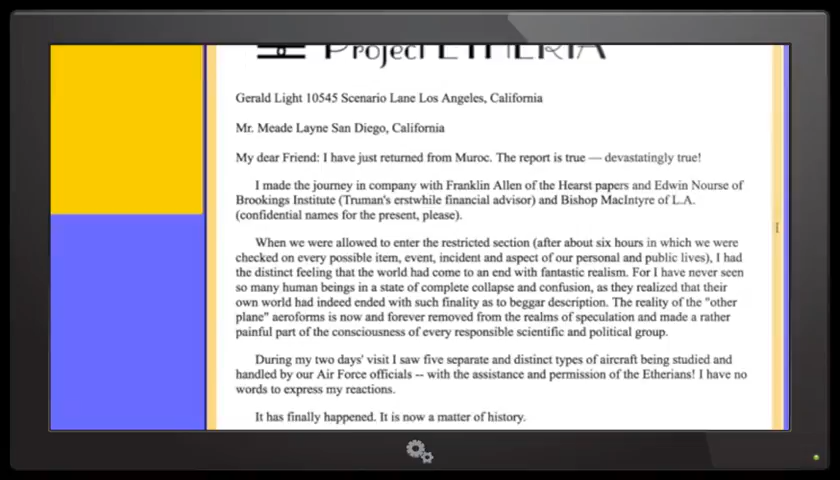 Project ETHERIA
Gerald Light 10545 Scenario Lane Los Angeles, California
Mr. Meade Layne San Diego, California
My dear Friend: I have just returned from Muroc. The report is true — devastatingly true!
I made the journey in company with Franklin Allen of the Hearst papers and Edwin Nourse of
Brookings Institute (Truman's erstwhile financial advisor) and Bishop MacIntyre of L.A.
(confidential names for the present, please).
When we were allowed to enter the restricted section (after about six hours in which we were
checked on every possible item, event, incident and aspect of our personal and public lives), I had
the distinct feeling that the world had come to an end with fantastic realism. For I have never seen
so many human beings in a state of complete collapse and confusion, as they realized that their
own world had indeed ended with such finality as to beggar description. The reality of the "other
plane" aeroforms is now and forever removed from the realms of speculation and made a rather
painful part of the consciousness of every responsible scientific and political group.
During my two days' visit I saw five separate and distinct types of aircraft being studied and
handled by our Air Force officials -- with the assistance and permission of the Etherians! I have no
words to express my reactions.
It has finally happened. It is now a matter of history.